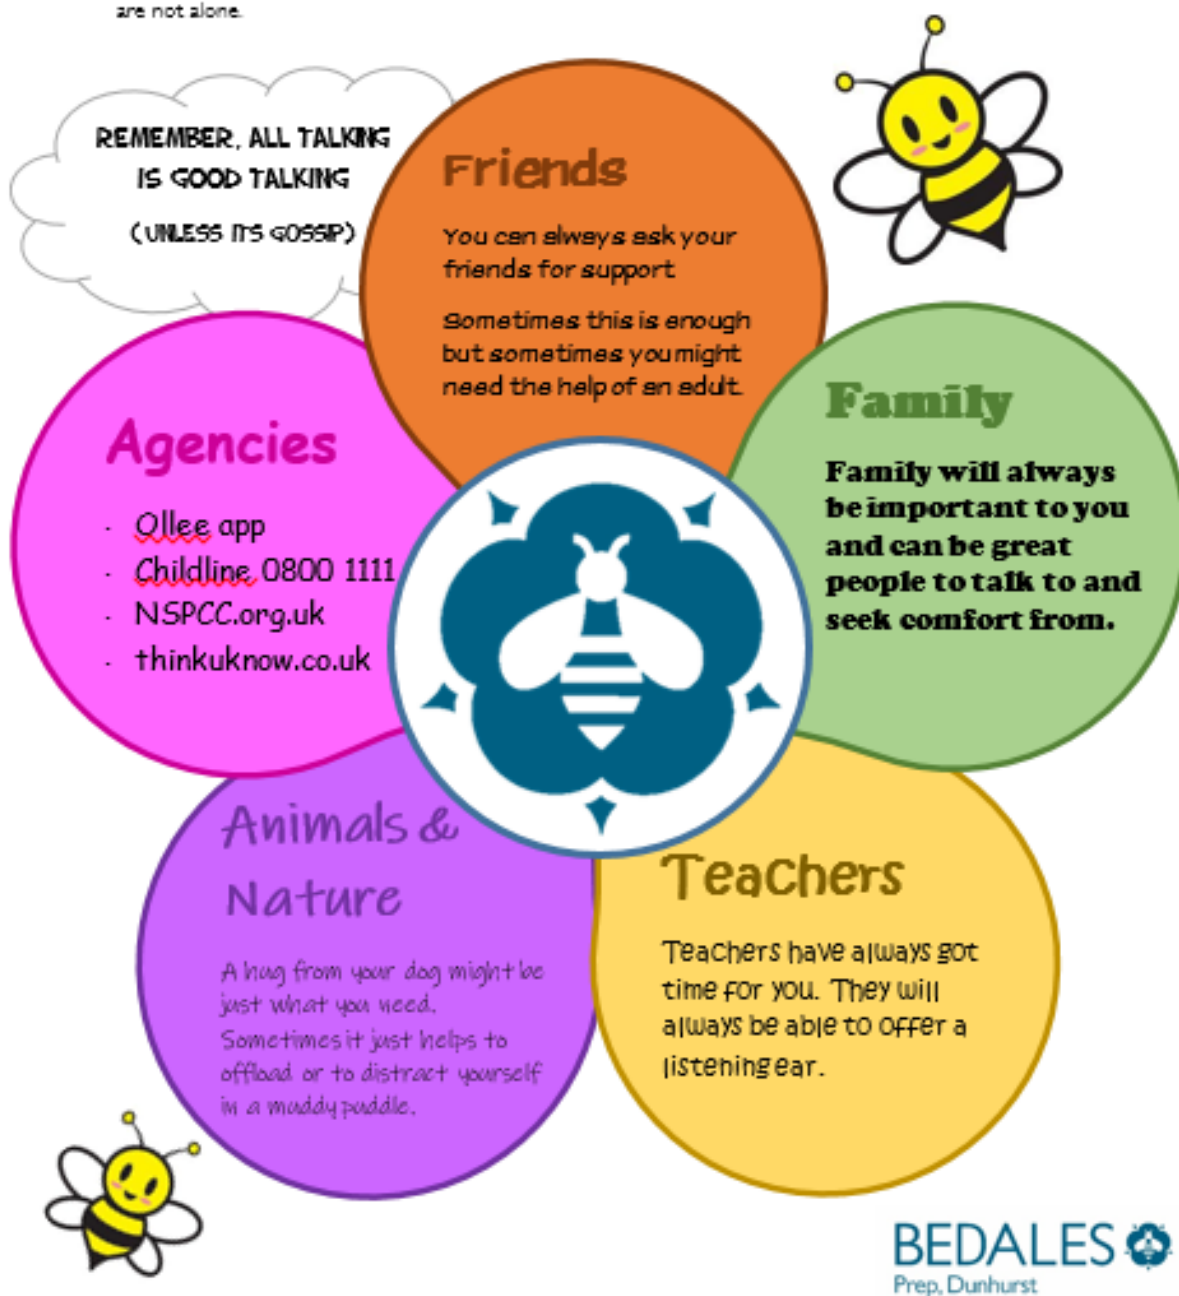 are not alone.
REMEMBER, ALL TALKING
IS GOOD TALKING
(UNLESS ITS GOSSIP)
Friends
You can always ask your
friends for support
Sometimes this is enough
but sometimes you might
need the help of an adult.
Family
Family will always
be important to you
and can be great
people to talk to and
seek comfort from.
Agencies
- Ollee app
- Childline 0800 1111
- NSPCC.org.uk
- thinkuknow.co.uk
Animals &
Nature
A hug from your dog might be
just what you need.
Sometimes it just helps to
offload or to distract yourself
in a muddy puddle.
Teachers
Teachers have always got
time for you. They will
always be able to offer a
listening ear.
BEDALES
Prep, Dunhurst